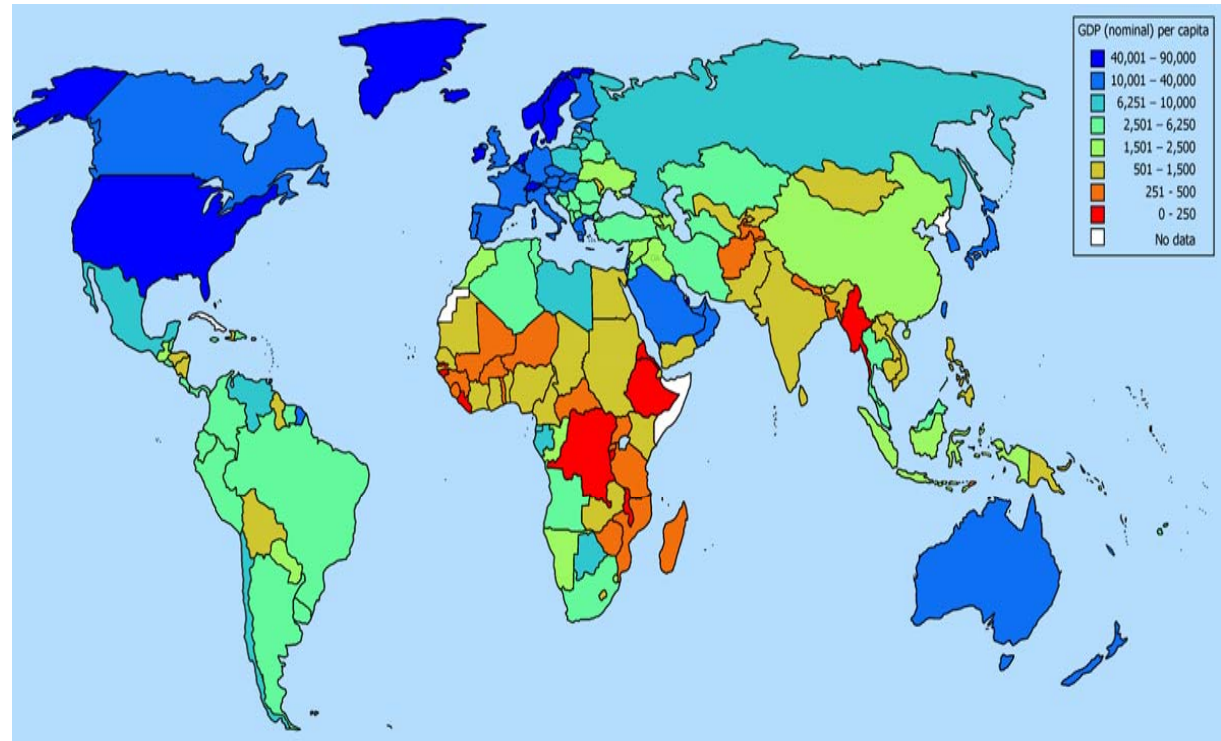 GDP (nominal) per capita
40,001 – 90,000
10,001 – 40,000
6,251 – 10,000
2,501 – 6,250
1,501 – 2,500
501 – 1,500
251 - 500
0 - 250
No data